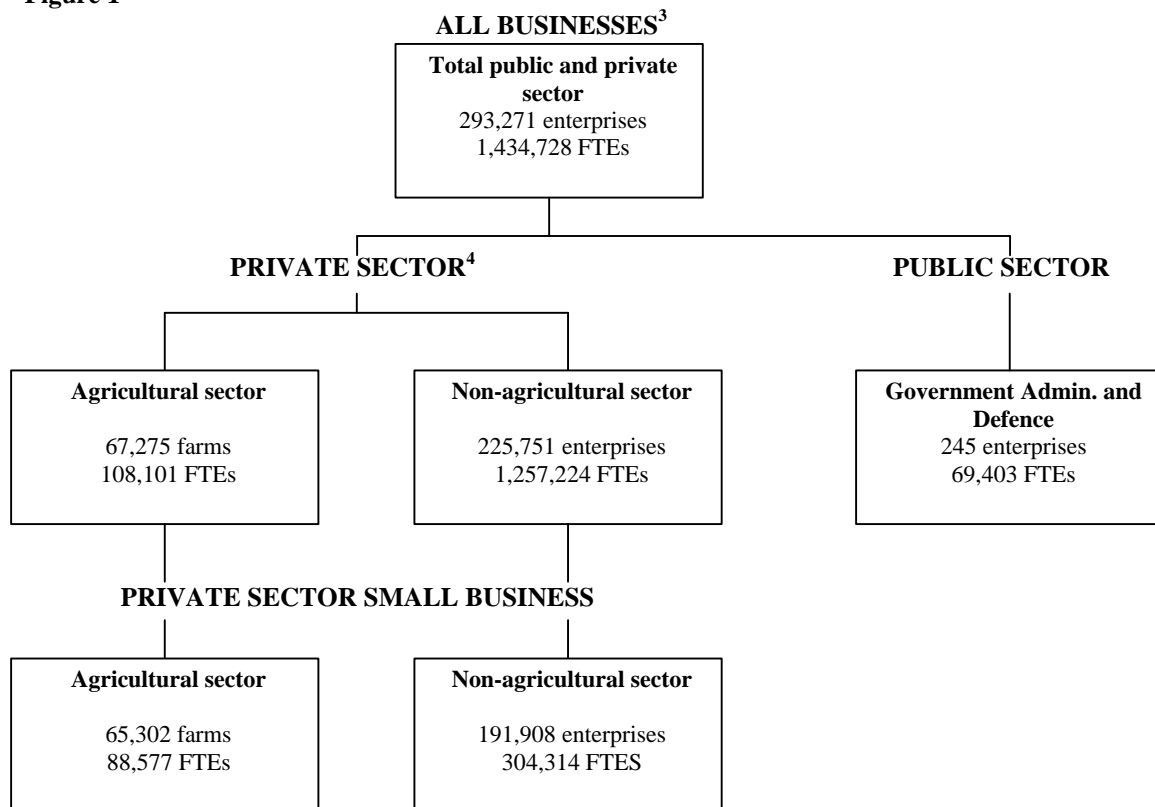 Figure 1
ALL BUSINESSES3
Total public and private
sector
293,271 enterprises
1,434,728 FTEs
PRIVATE SECTOR4
PUBLIC SECTOR
Agricultural sector
67,275 farms
108,101 FTEs
Non-agricultural sector
225,751 enterprises
1,257,224 FTEs
Government Admin. and
Defence
245 enterprises
69,403 FTEs
PRIVATE SECTOR SMALL BUSINESS
Agricultural sector
65,302 farms
88,577 FTEs
Non-agricultural sector
191,908 enterprises
304,314 FTES